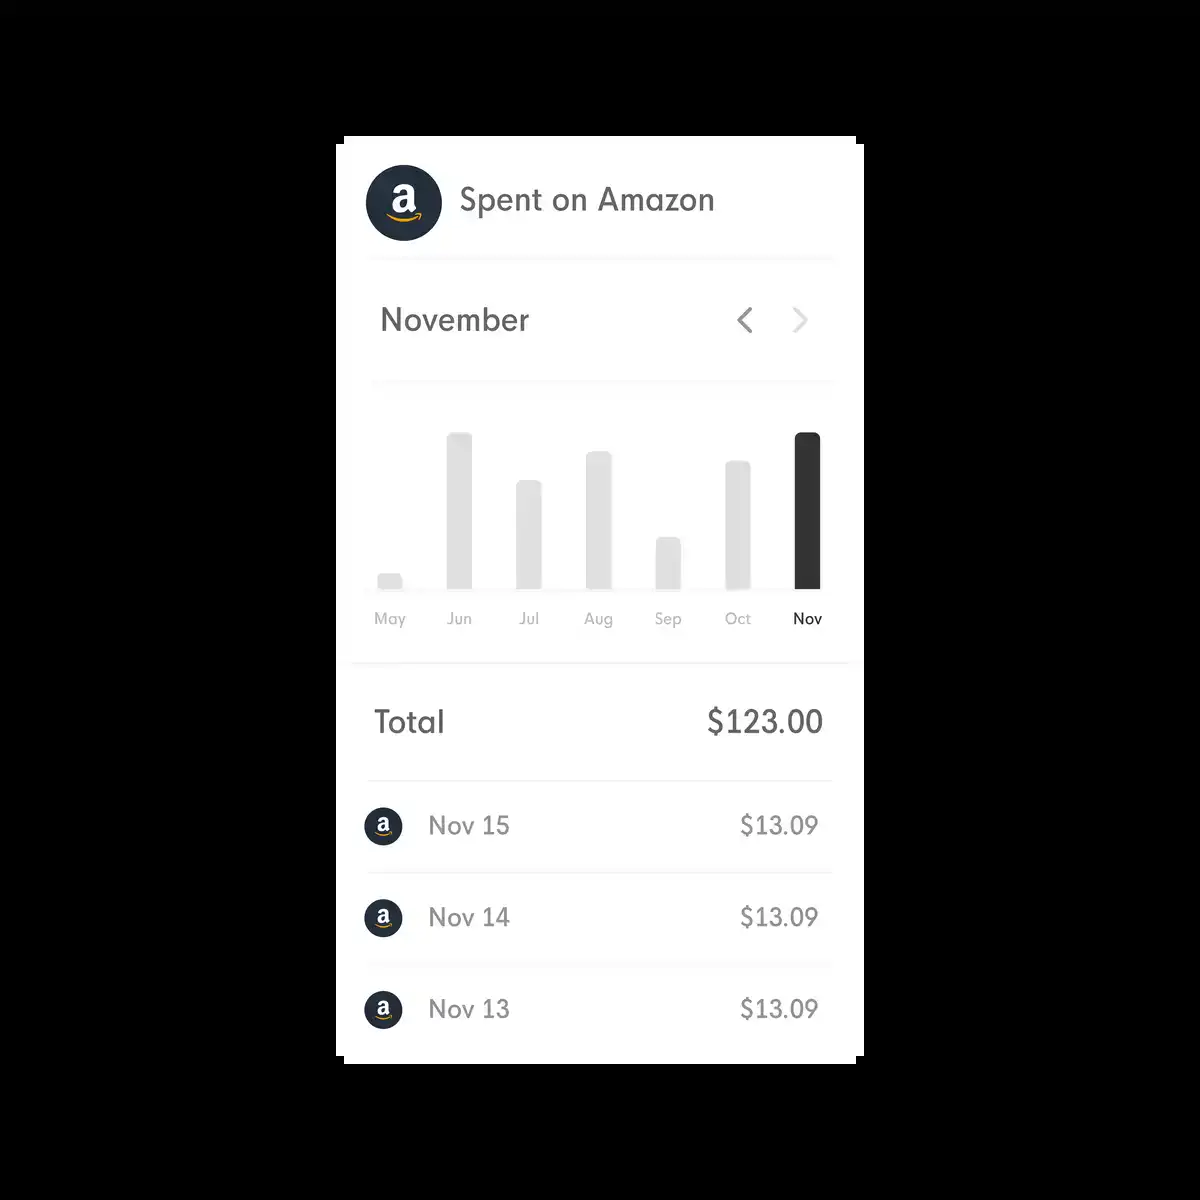 a Spent on Amazon
November
May Jun Jul Aug Sep Oct Nov
Total $123.00
a Nov 15 $13.09
a Nov 14 $13.09
a Nov 13 $13.09